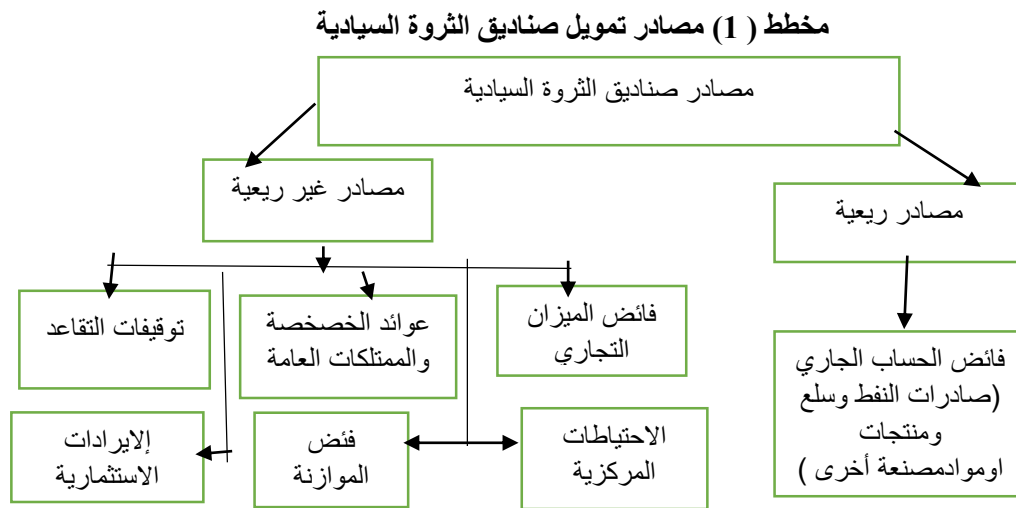 مخطط ( 1) مصادر تمويل صناديق الثروة السيادية
مصادر صناديق الثروة السيادية
مصادر غير ريعية
مصادر ريعية
فائض الميزان
التجاري
عوائد الخصخصة
والممتلكات العامة
توقيفات التقاعد
فائض الحساب الجاري
(صادرات النفط وسلع
ومنتجات
اوموادمصنعة أخرى )
الاحتياطات
المركزية
فئض
الموازنة
إلايرادات
الاستثمارية